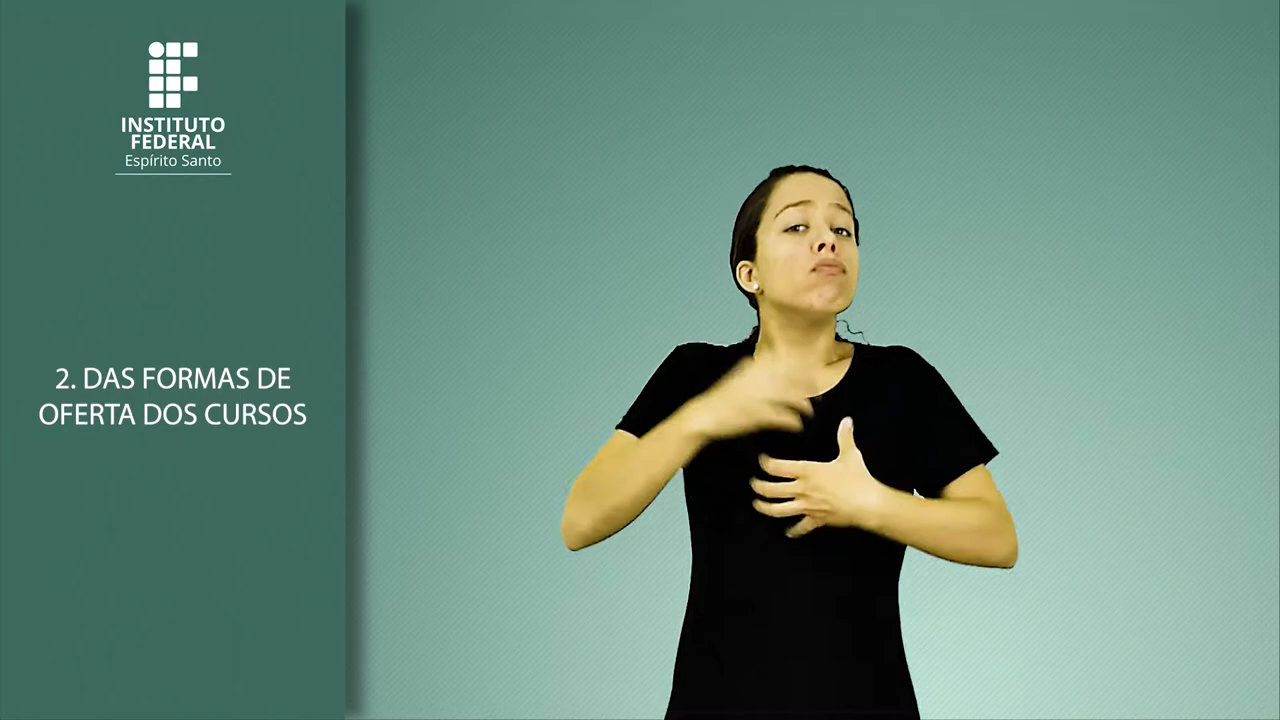 INSTITUTO
FEDERAL
Espírito Santo
2. DAS FORMAS DE
OFERTA DOS CURSOS